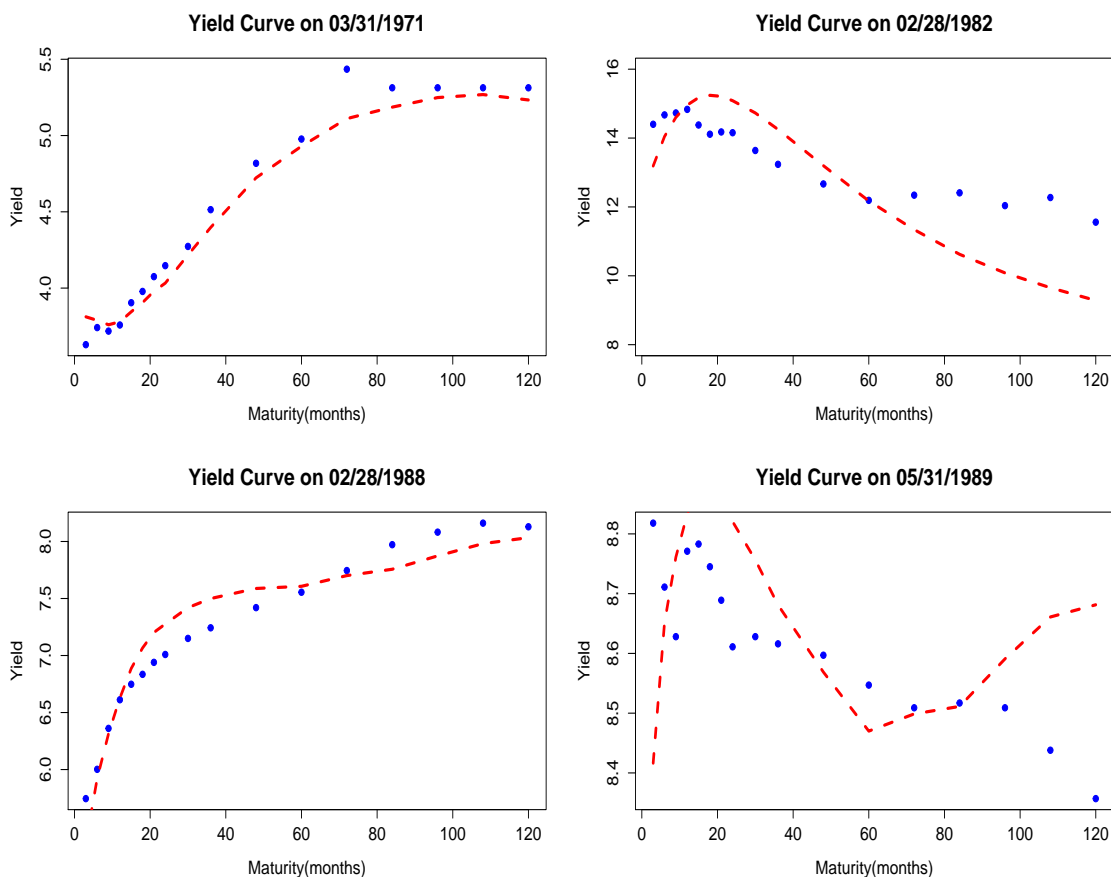 Yield Curve on 03/31/1971
Yield
5.5
5.0
4.5
4.0
0 20 40 60 80 100 120
Maturity(months)
Yield Curve on 02/28/1982
Yield
16
14
12
10
8
0 20 40 60 80 100 120
Maturity(months)
Yield Curve on 02/28/1988
Yield
8.0
7.5
7.0
6.5
6.0
0 20 40 60 80 100 120
Maturity(months)
Yield Curve on 05/31/1989
Yield
8.8
8.7
8.6
8.5
8.4
0 20 40 60 80 100 120
Maturity(months)